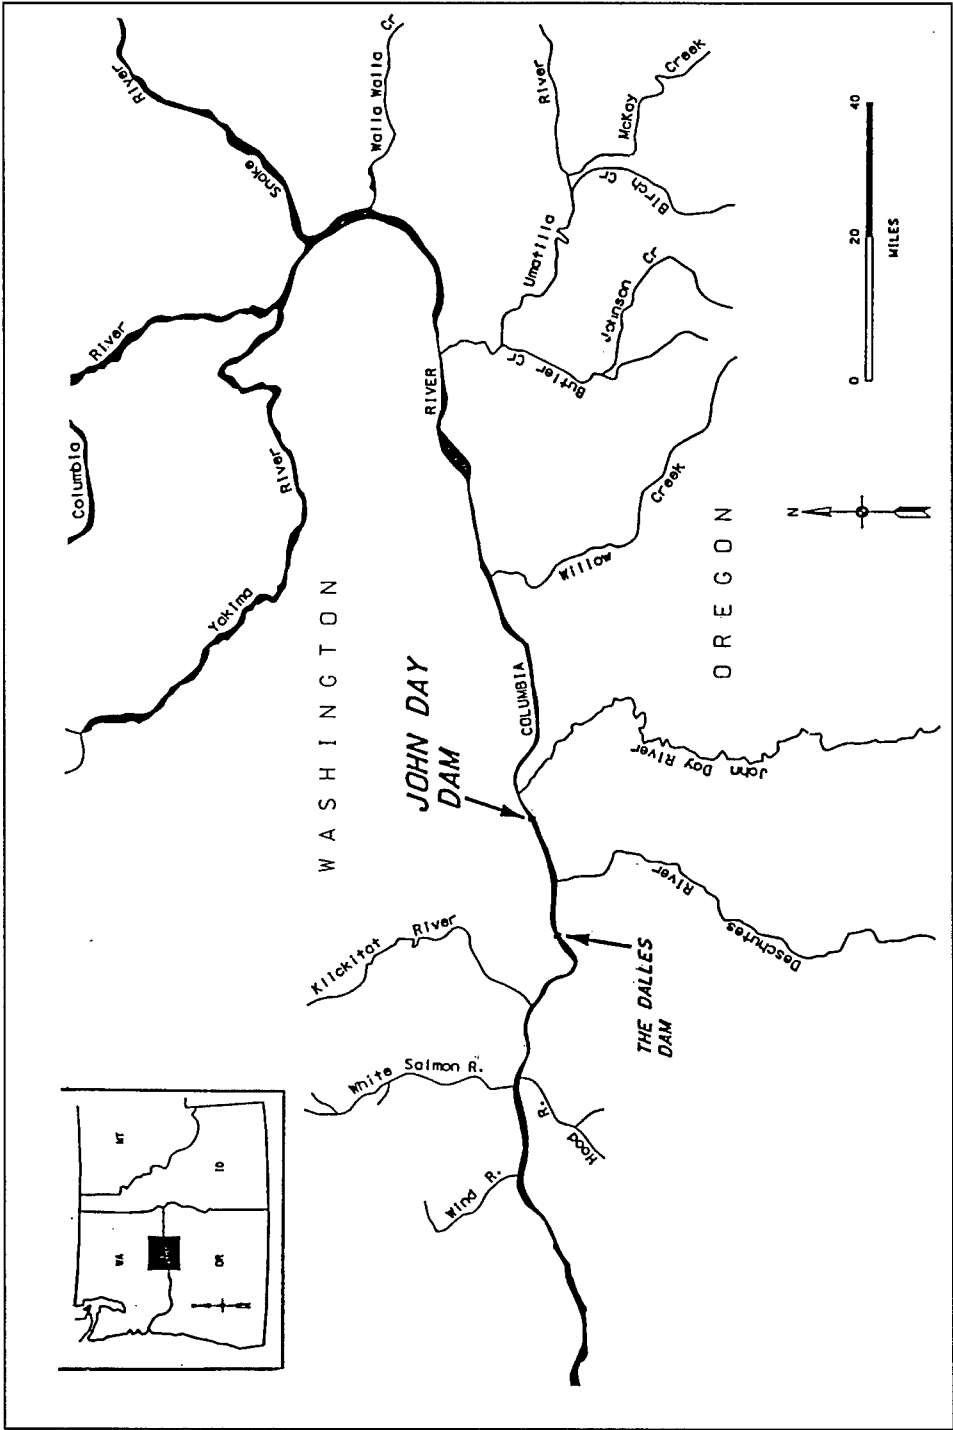 MT
WA
ID
OR
Columbia
River
River
Snake
Yakima
River
Walla Walla Cr
WASHINGTON
RIVER
COLUMBIA
JOHN DAY
DAM
Klickitat River
White Salmon R.
Wind R.
Hood R.
THE DALLES
DAM
Deschutes River
John Day River
Willow Creek
Butler Cr
Johnson Cr
Umatilla River
Birch Cr
McKay Creek
OREGON
N
0 20 40
MILES